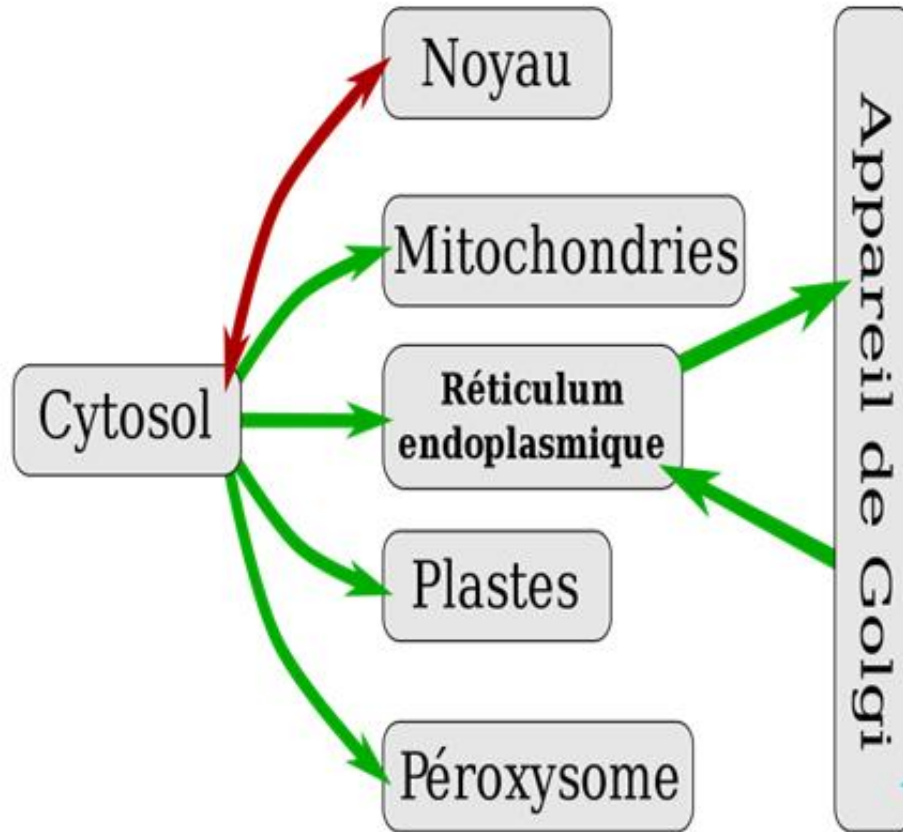 Noyau
Mitochondries
Cytosol
Réticulum
endoplasmique
Plastes
Péroxysome
Appareil de Golgi